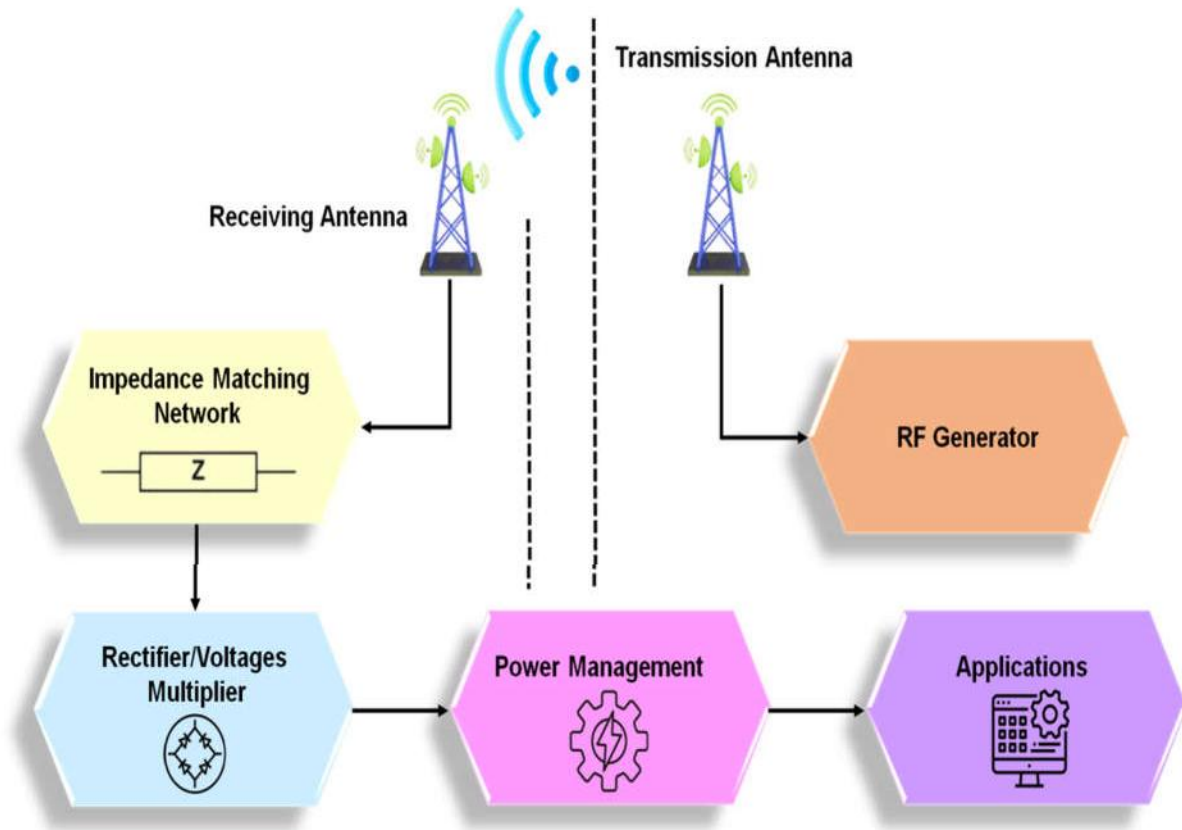 Transmission Antenna
Receiving Antenna
Impedance Matching
Network
Z
RF Generator
Rectifier/Voltages
Multiplier
Power Management
Applications